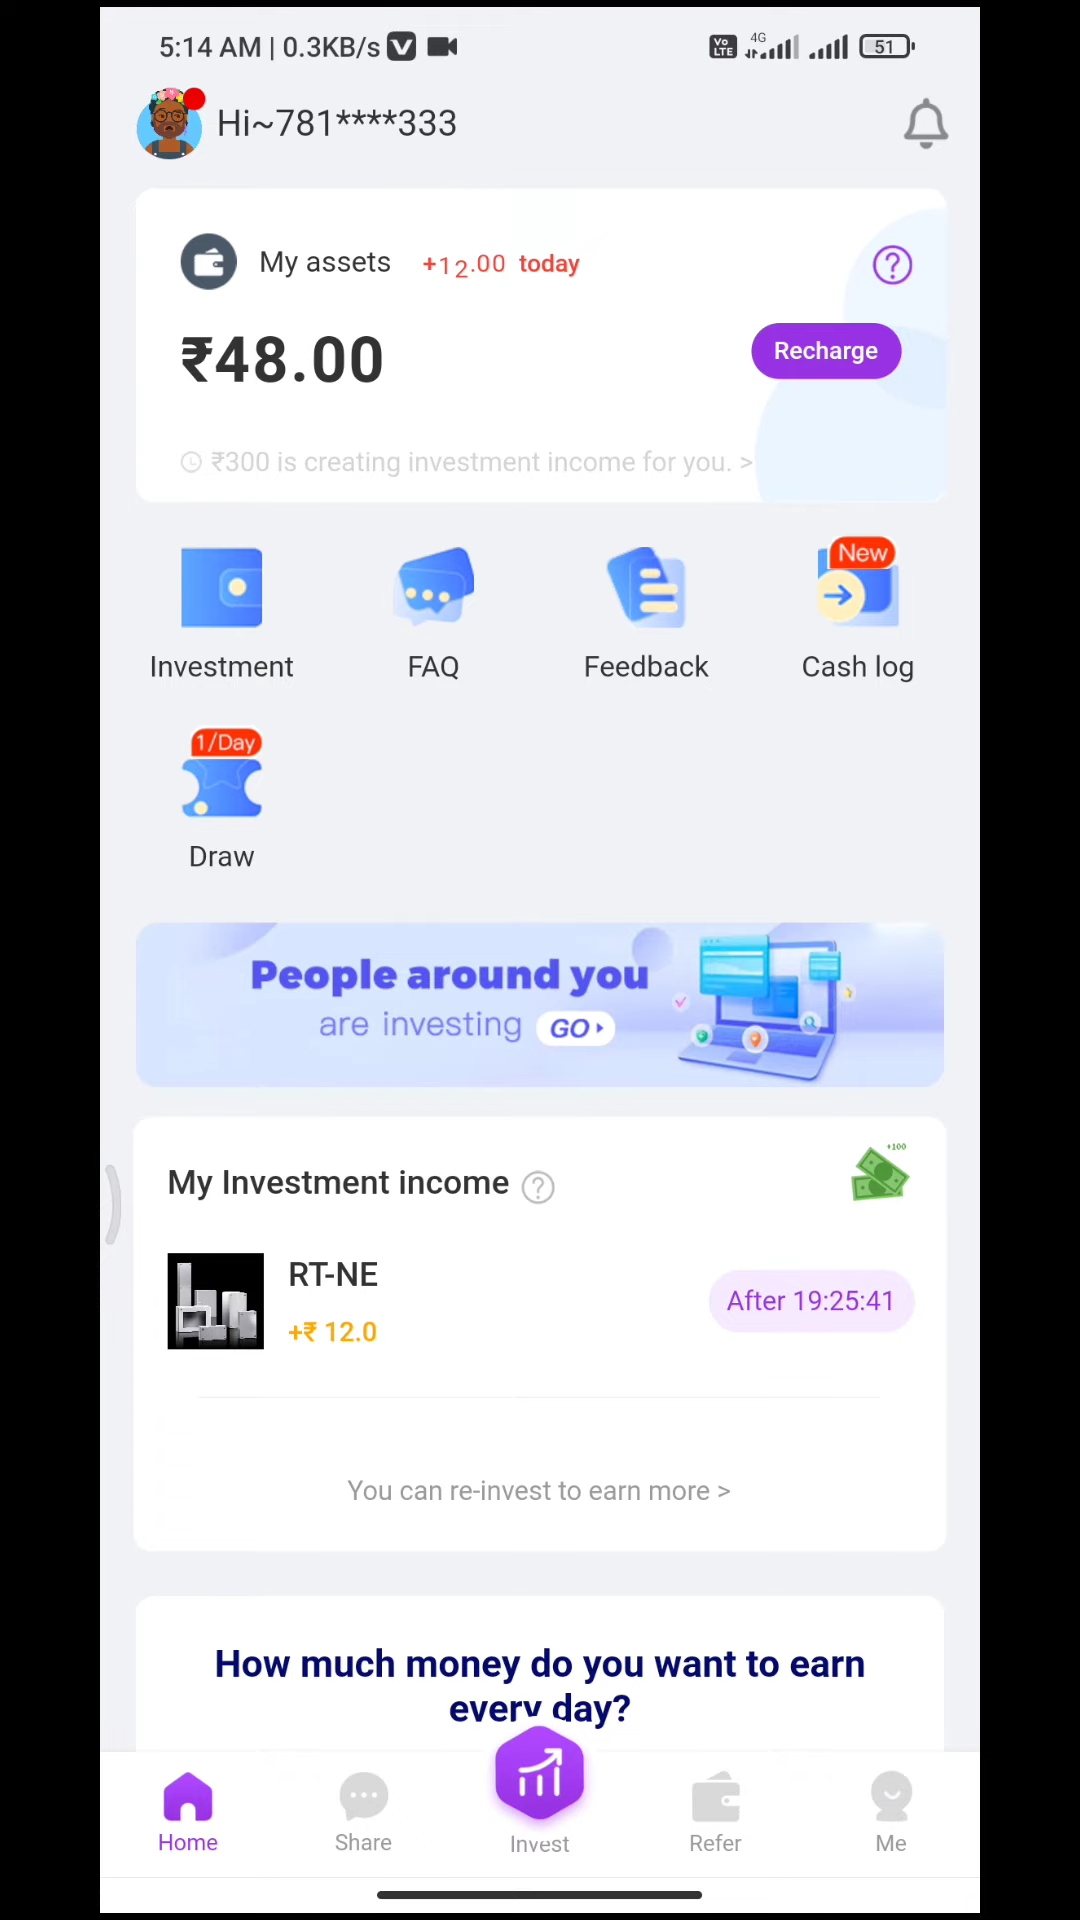 5:14 AM | 0.3KB/s
Vo LTE 4G 51
Hi~781****333
My assets +12.00 today
₹48.00
Recharge
₹300 is creating investment income for you. >
New
Investment FAQ Feedback Cash log
1/Day
Draw
People around you
are investing GO
My Investment income
+100
RT-NE
+₹ 12.0
After 19:25:41
You can re-invest to earn more >
How much money do you want to earn
every day?
Home Share Invest Refer Me